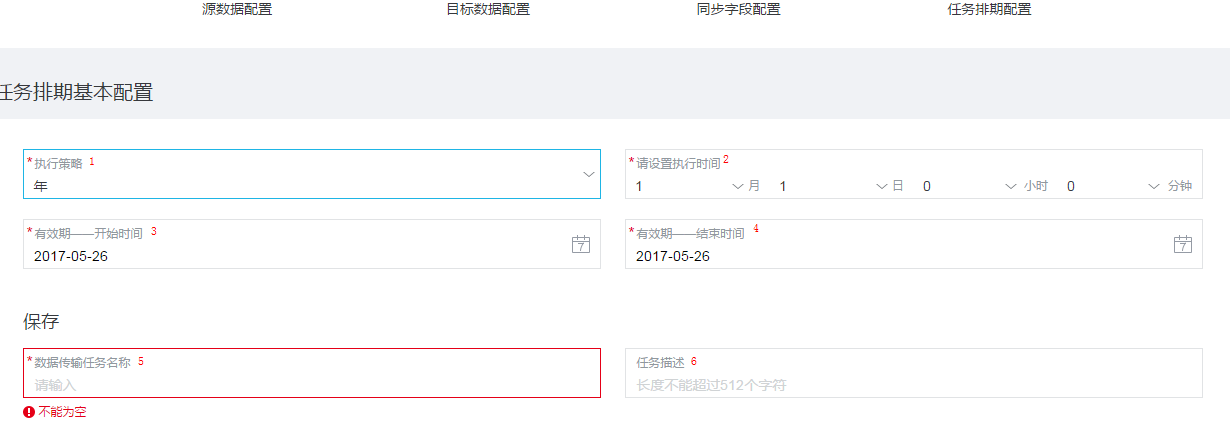 源数据配置 目标数据配置 同步字段配置 任务排期配置
任务排期基本配置
*执行策略 1 *请设置执行时间 2
年 1 月 1 日 0 小时 0 分钟
*有效期——开始时间 3 *有效期——结束时间 4
2017-05-26 7 2017-05-26 7
保存
*数据传输任务名称 5 任务描述 6
请输入 长度不能超过512个字符
不能为空